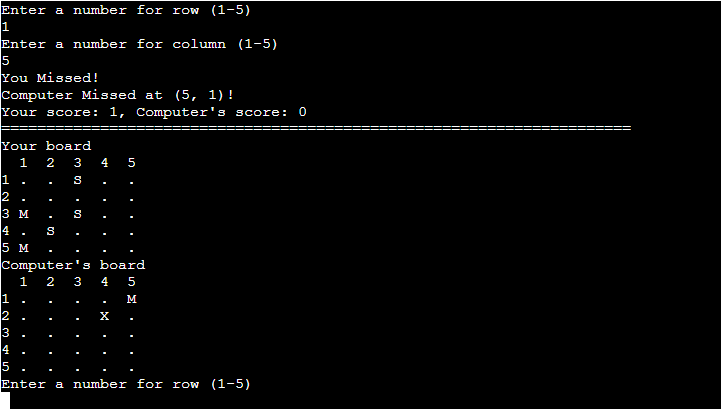 Enter a number for row (1-5)
1
Enter a number for column (1-5)
5
You Missed!
Computer Missed at (5, 1)!
Your score: 1, Computer's score: 0
======================================================================
Your board
  1  2  3  4  5
1 .  .  S  .  .
2 .  .  .  .  .
3 M  .  S  .  .
4 .  S  .  .  .
5 M  .  .  .  .
Computer's board
  1  2  3  4  5
1 .  .  .  .  M
2 .  .  .  X  .
3 .  .  .  .  .
4 .  .  .  .  .
5 .  .  .  .  .
Enter a number for row (1-5)